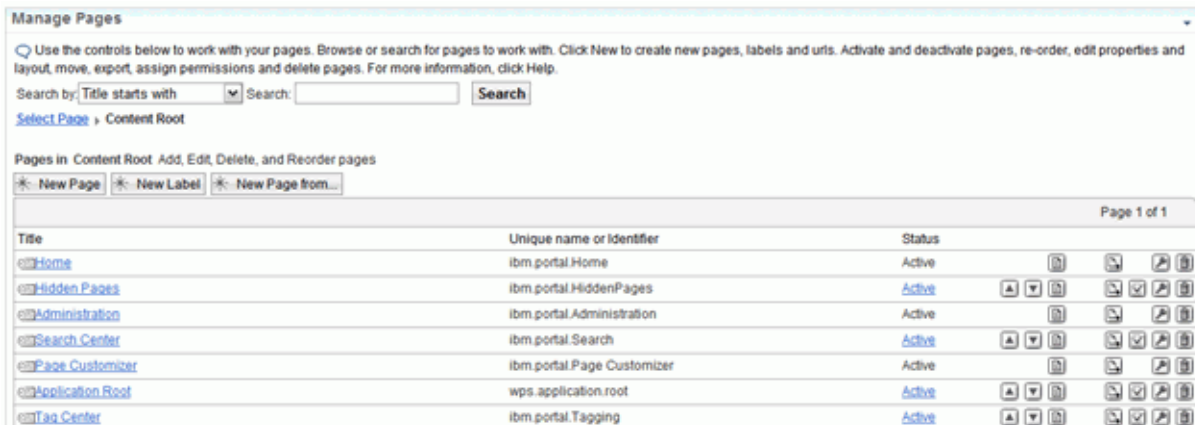 Manage Pages
Use the controls below to work with your pages. Browse or search for pages to work with. Click New to create new pages, labels and urls. Activate and deactivate pages, re-order, edit properties and
layout, move, export, assign permissions and delete pages. For more information, click Help.
Search by: Title starts with Search: Search
Select Page Content Root
Pages in Content Root Add, Edit, Delete, and Reorder pages
New Page New Label New Page from...
Page 1 of 1
Title Unique name or Identifier Status
Home ibm.portal.Home Active
Hidden Pages ibm.portal.HiddenPages Active
Administration ibm.portal.Administration Active
Search Center ibm.portal.Search Active
Page Customizer ibm.portal.Page Customizer Active
Application Root wps.application.root Active
Tag Center ibm.portal.Tagging Active